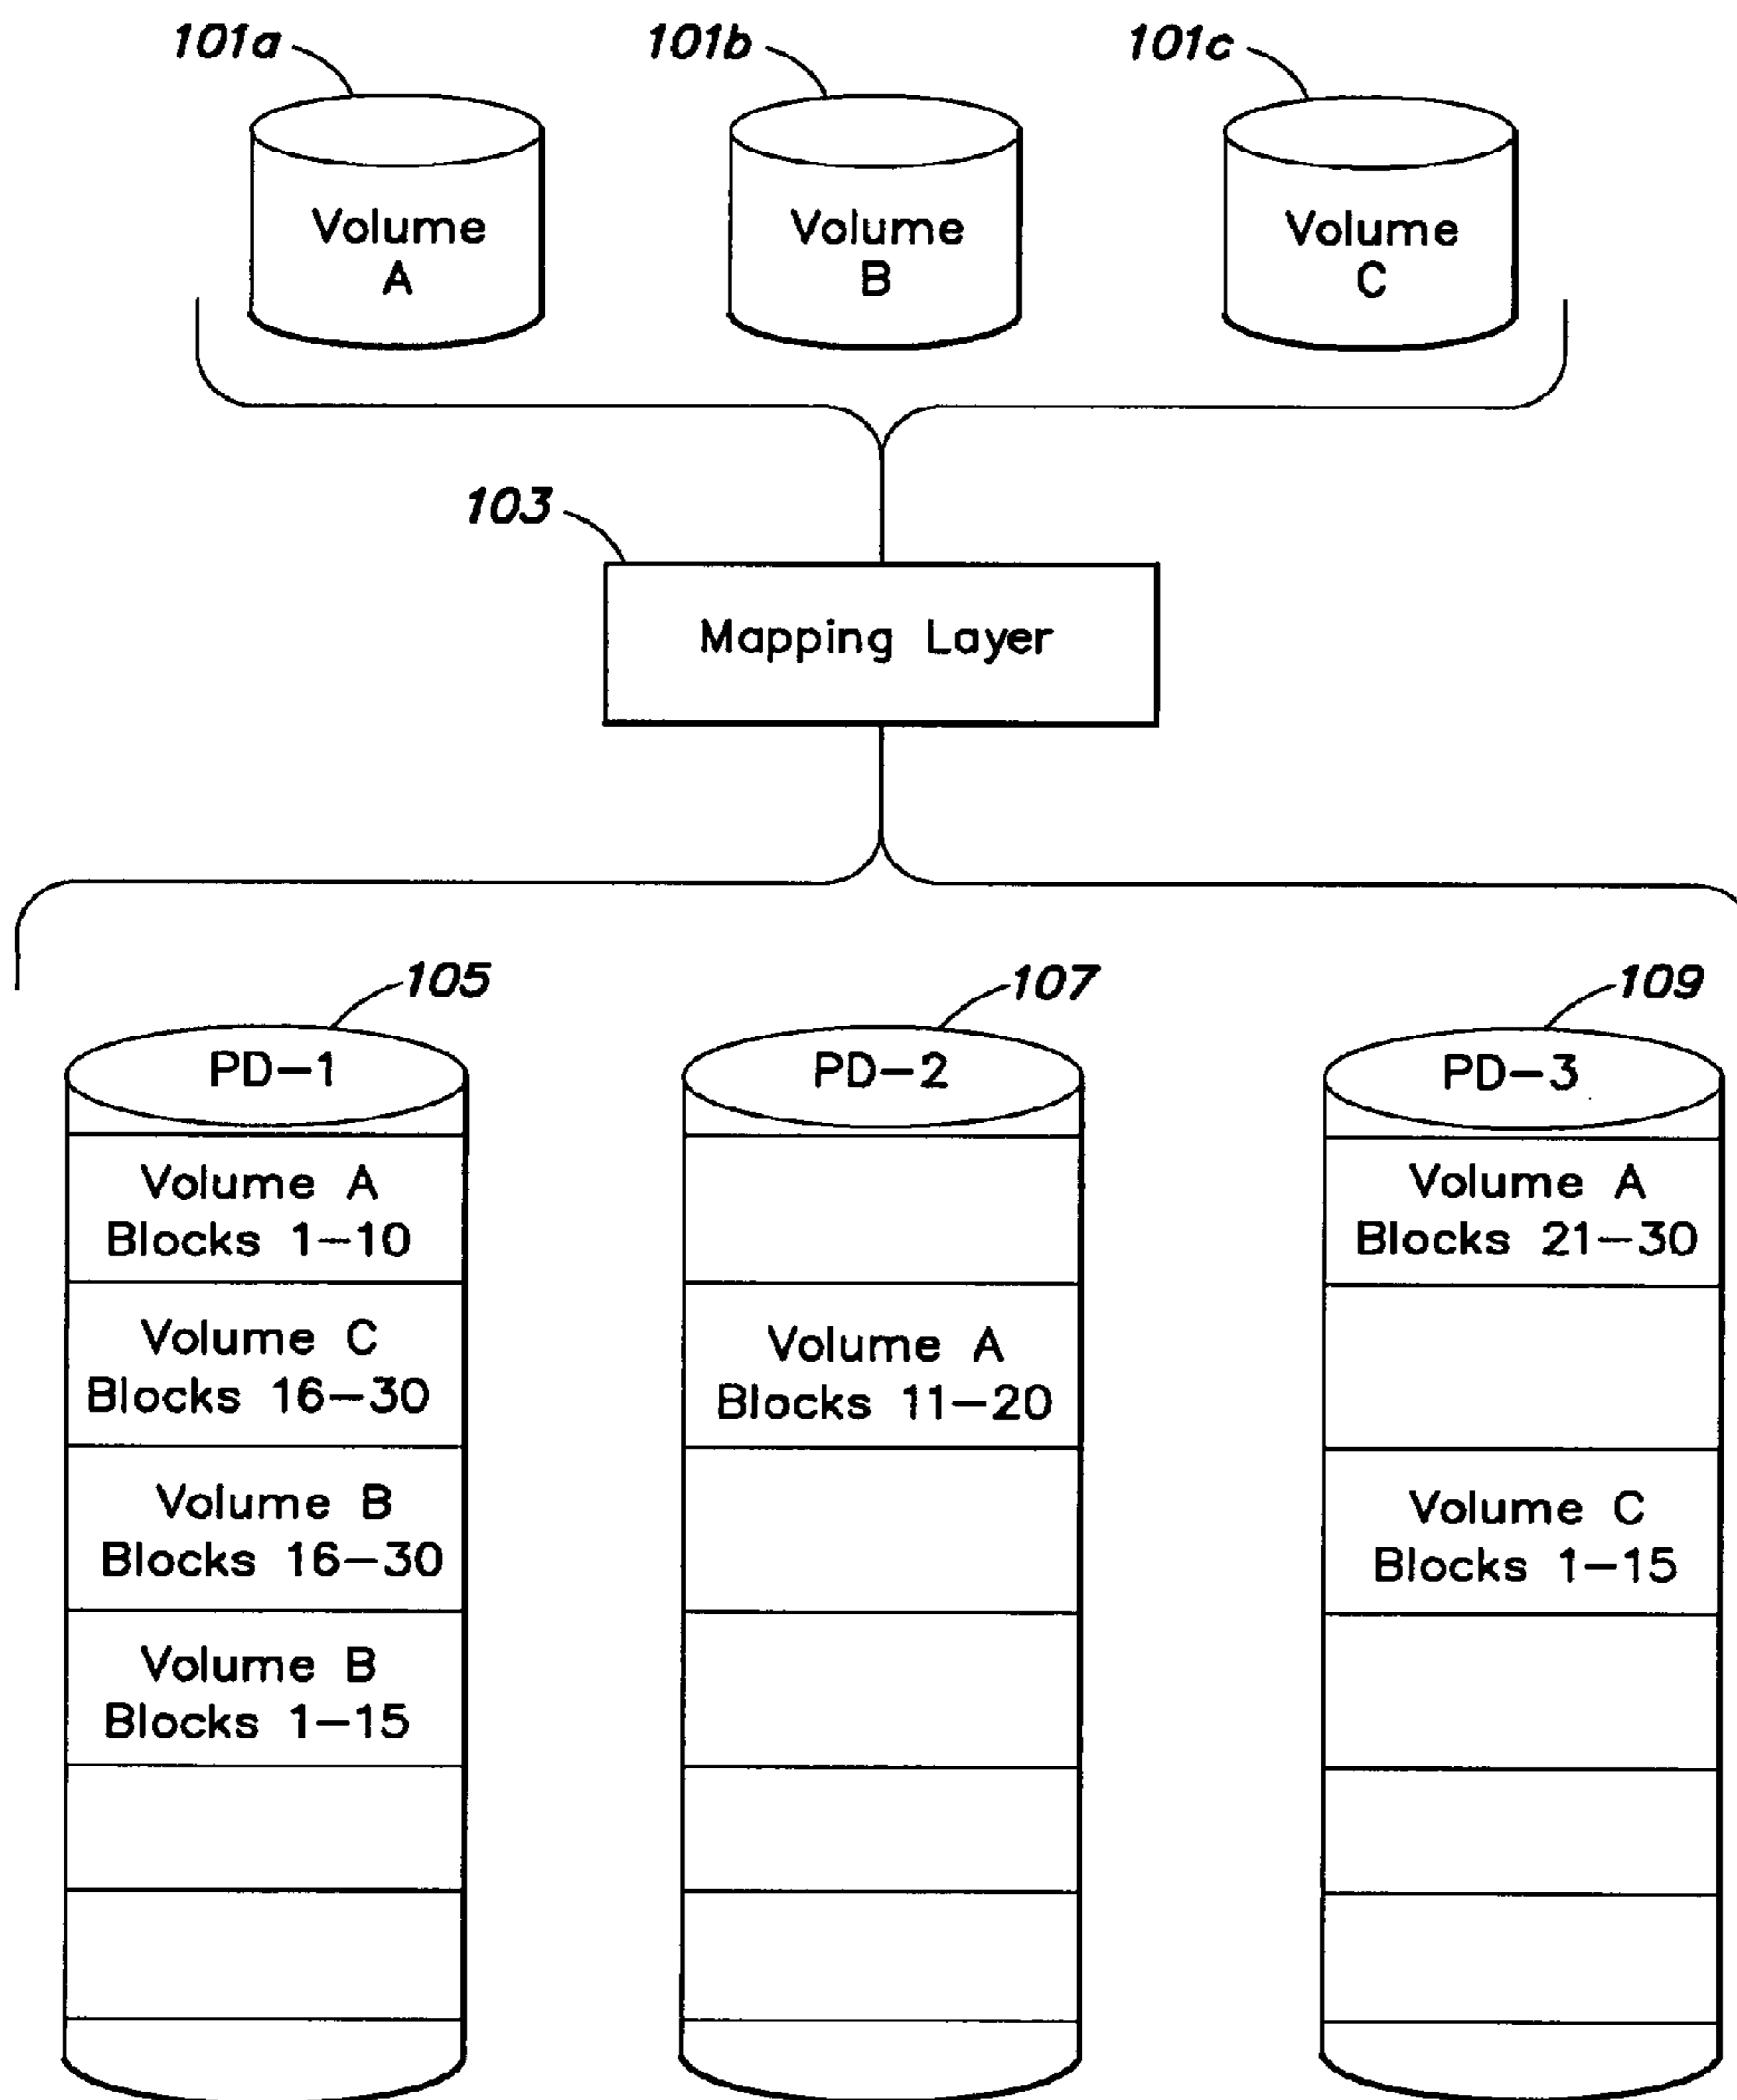 101a
101b
101c
Volume
A
Volume
B
Volume
C
103
Mapping Layer
105
107
109
PD-1
PD-2
PD-3
Volume A
Blocks 1-10
Volume C
Blocks 16-30
Volume B
Blocks 16-30
Volume B
Blocks 1-15
Volume A
Blocks 11-20
Volume A
Blocks 21-30
Volume C
Blocks 1-15